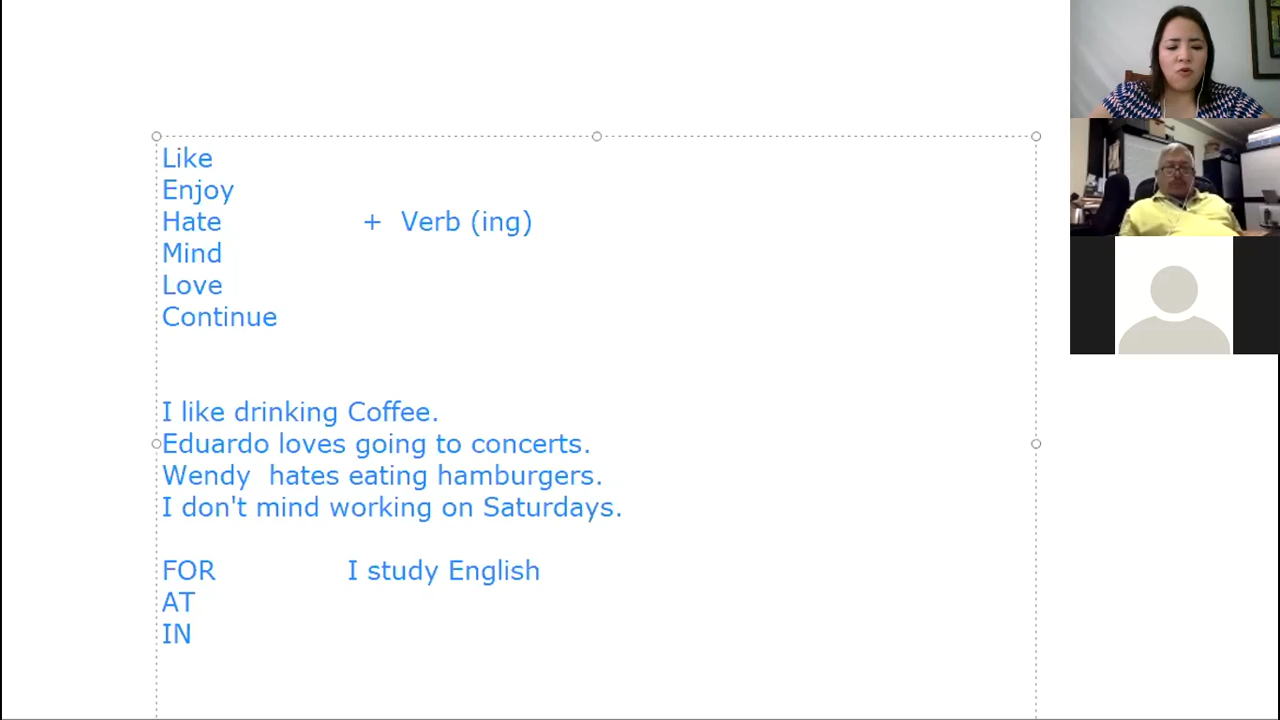 Like
Enjoy
Hate + Verb (ing)
Mind
Love
Continue
I like drinking Coffee.
Eduardo loves going to concerts.
Wendy hates eating hamburgers.
I don't mind working on Saturdays.
FOR I study English
AT
IN